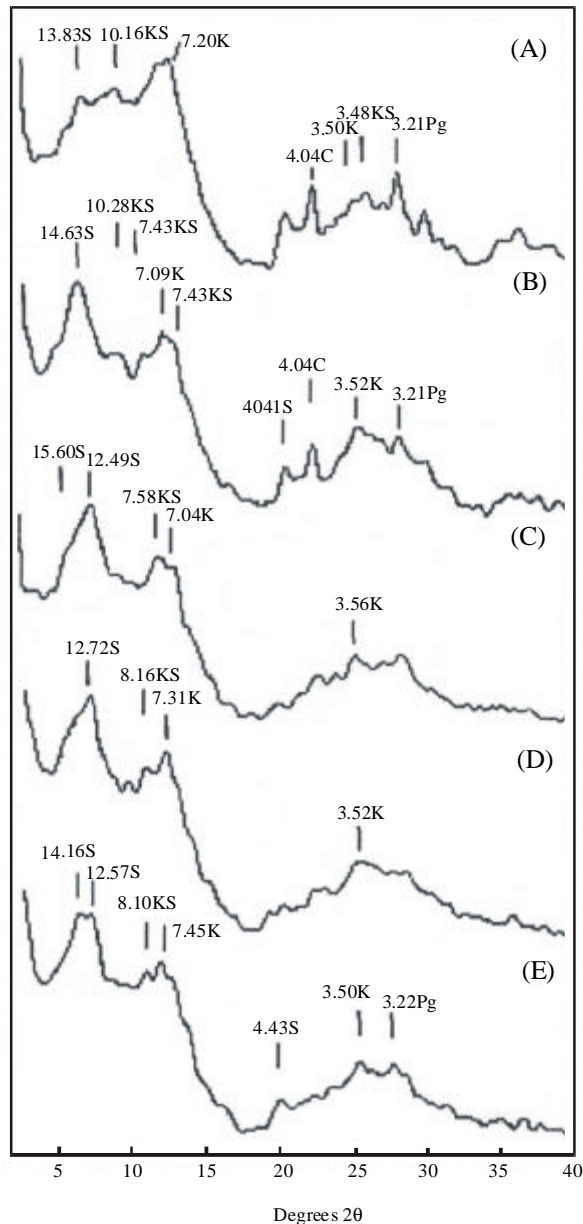 13.83S 10.16KS 7.20K (A)
3.48KS
3.50K 3.21Pg
4.04C
10.28KS
14.63S 7.43KS (B)
7.09K 7.43KS
4.04C 3.52K
4041S 3.21Pg
15.60S 12.49S
7.58KS 7.04K (C)
3.56K
12.72S 8.16KS
7.31K (D)
3.52K
14.16S 12.57S
8.10KS 7.45K (E)
3.50K 3.22Pg
4.43S
5 10 15 20 25 30 35 40
Degrees 2θ